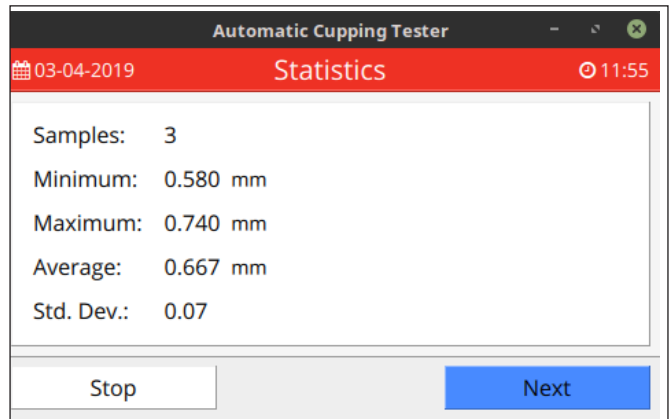 Automatic Cupping Tester
03-04-2019 Statistics 11:55
Samples: 3
Minimum: 0.580 mm
Maximum: 0.740 mm
Average: 0.667 mm
Std. Dev.: 0.07
Stop Next